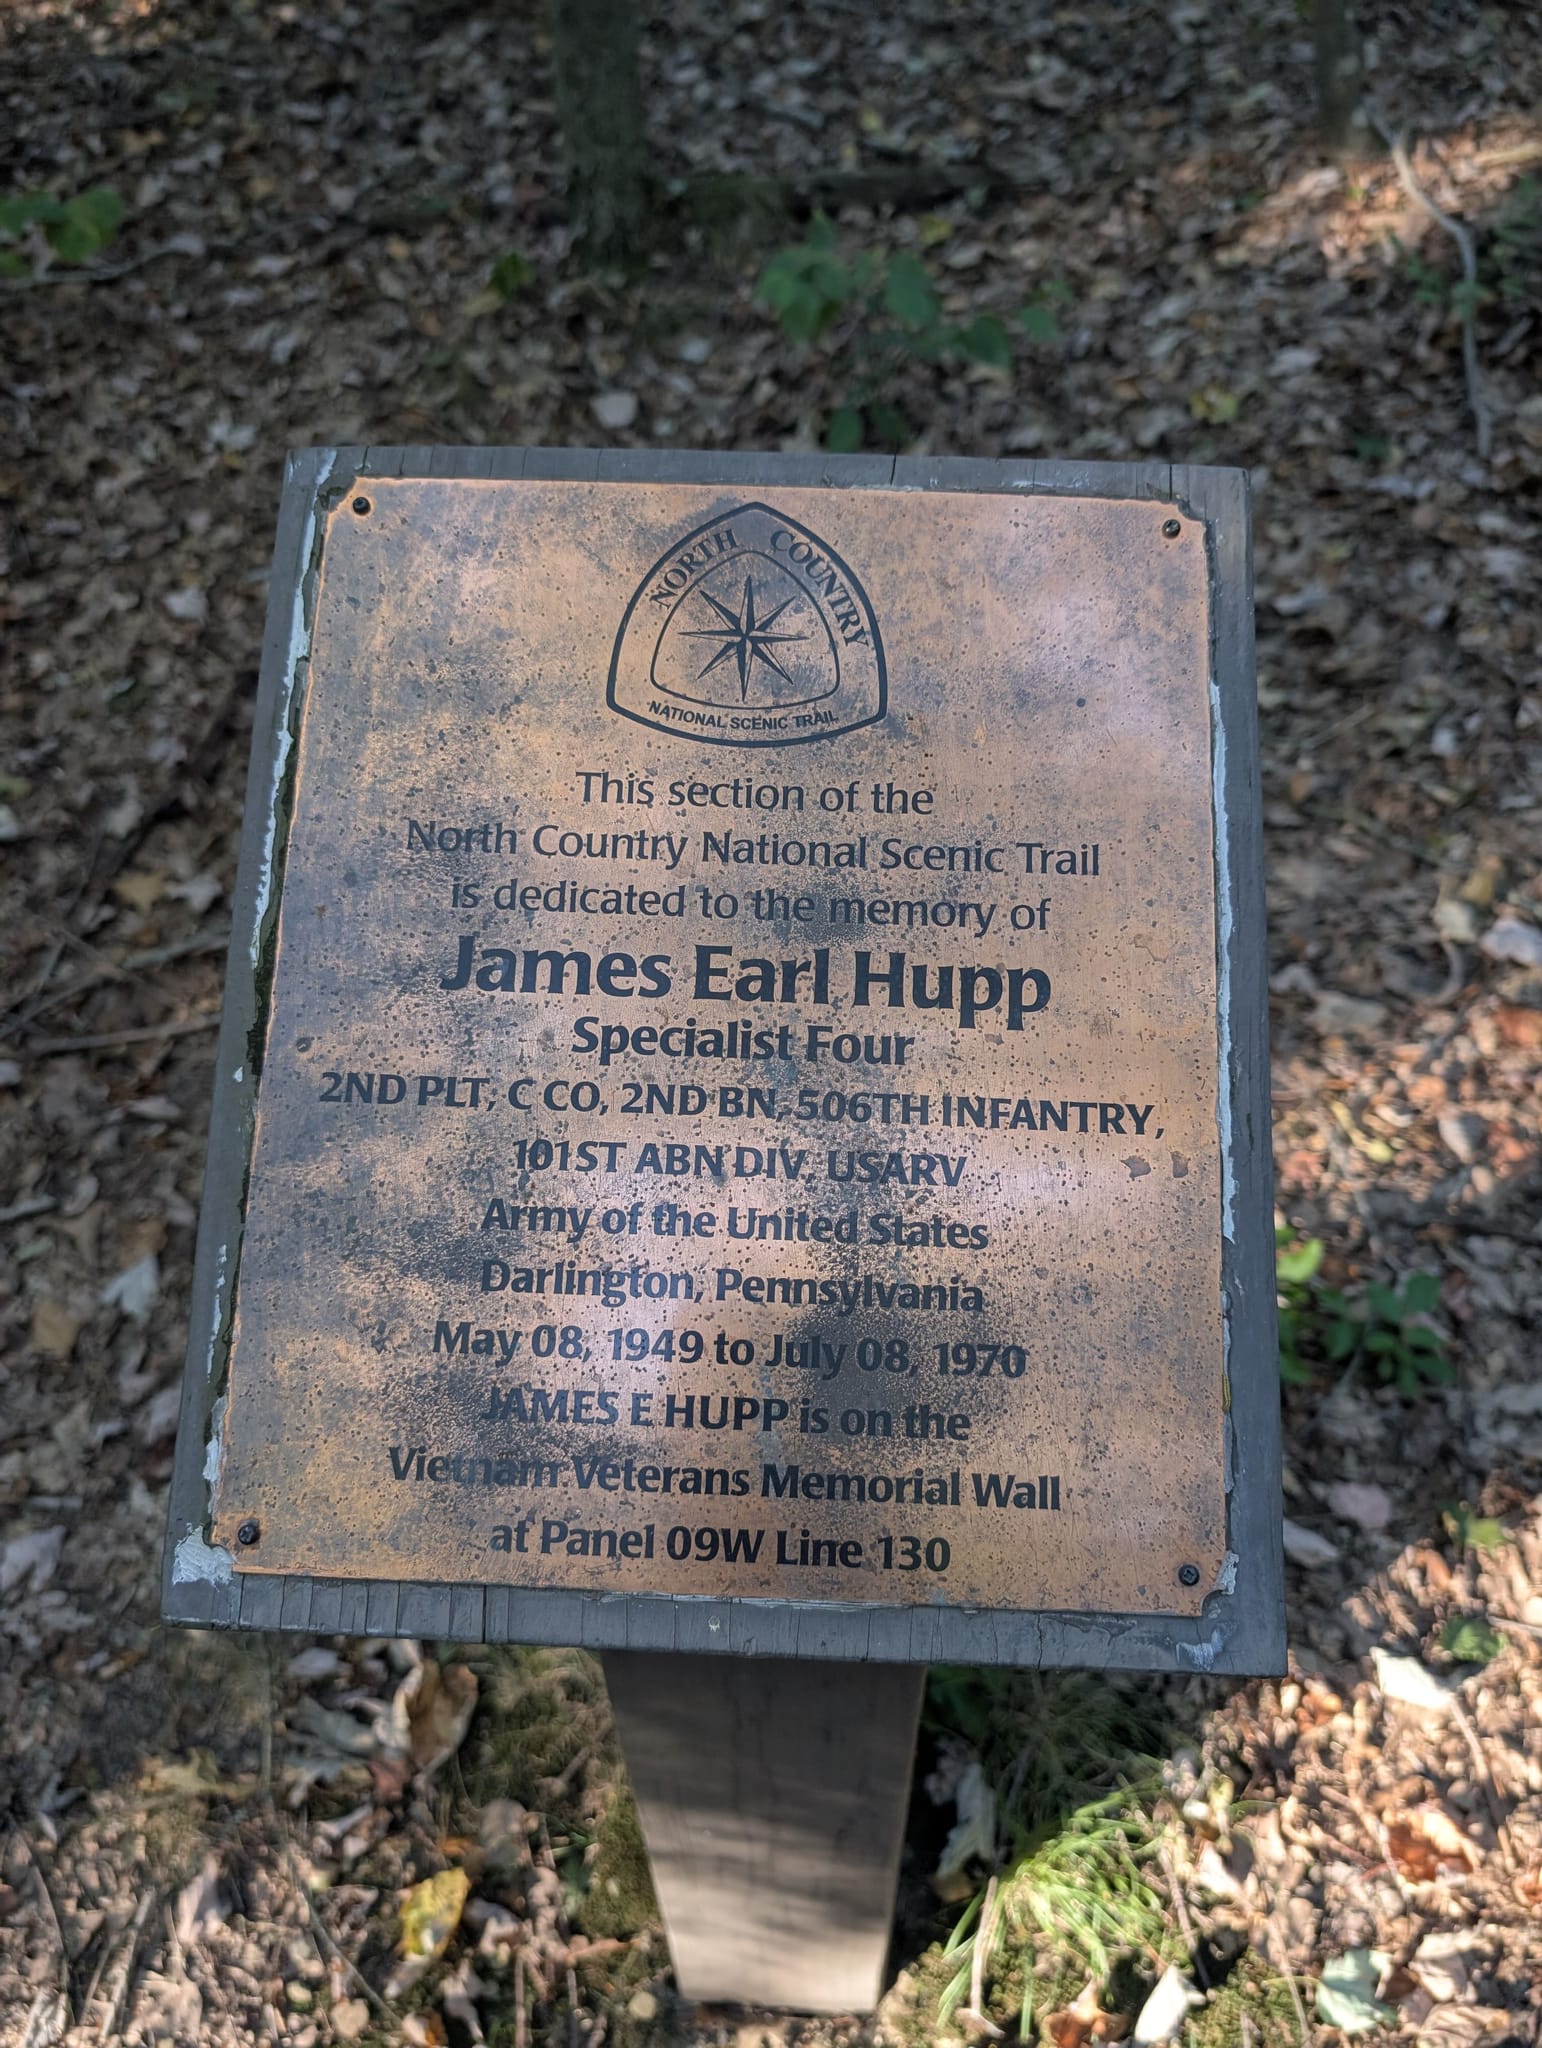 NORTH COUNTRY
NATIONAL SCENIC TRAIL
This section of the
North Country National Scenic Trail
is dedicated to the memory of
James Earl Hupp
Specialist Four
2ND PLT, C CO, 2ND BN, 506TH INFANTRY,
101ST ABN DIV, USARV
Army of the United States
Darlington, Pennsylvania
May 08, 1949 to July 08, 1970
JAMES E HUPP is on the
Vietnam Veterans Memorial Wall
at Panel 09W Line 130